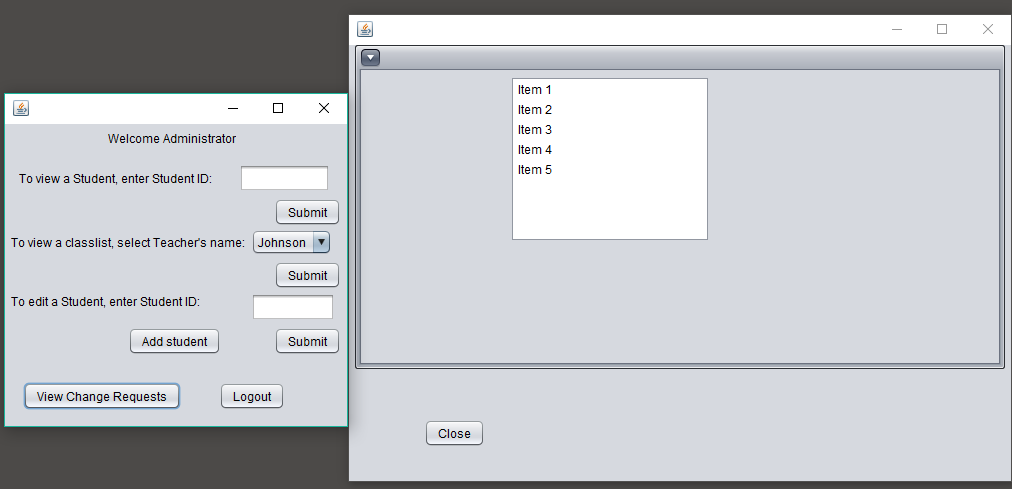 Welcome Administrator
To view a Student, enter Student ID:
Submit
To view a classlist, select Teacher's name: Johnson
Submit
To edit a Student, enter Student ID:
Add student Submit
View Change Requests Logout
Item 1
Item 2
Item 3
Item 4
Item 5
Close